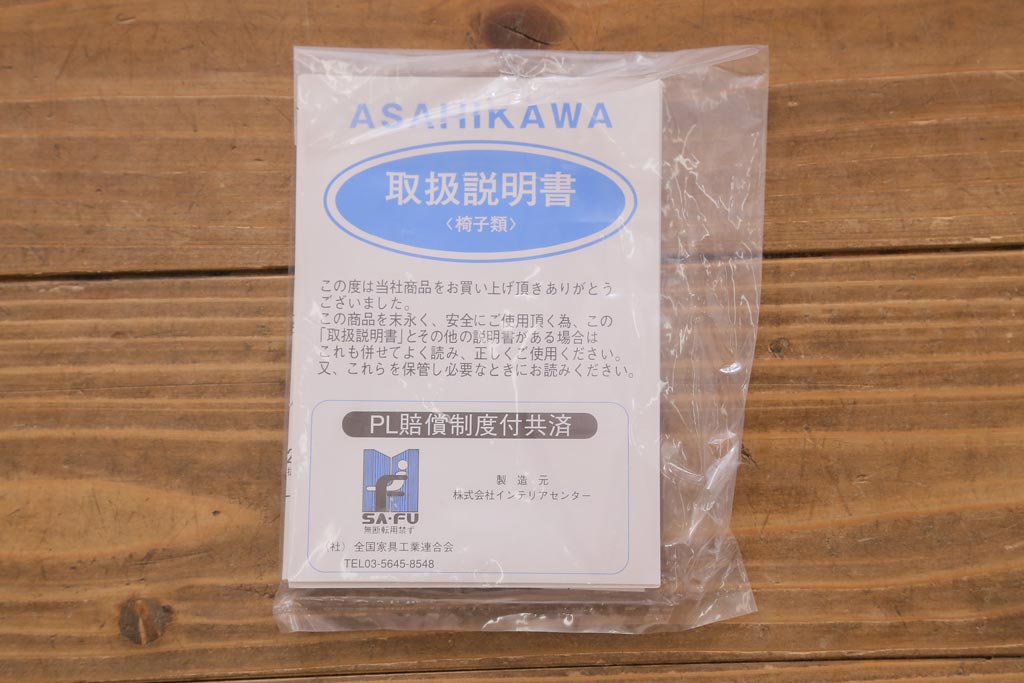 ASAHIKAWA
取扱説明書
〈椅子類〉
この度は当社商品をお買い上げ頂きありがとう
ございました。
この商品を末永く、安全にご使用頂く為、この
「取扱説明書」とその他の説明書がある場合は
これも併せてよく読み、正しくご使用ください。
又、これらを保管し必要なときにお読みください。
PL賠償制度付共済
SA・FU
無断転用禁ず
製造元
株式会社インテリアセンター
(社) 全国家具工業連合会
TEL03-5645-8548